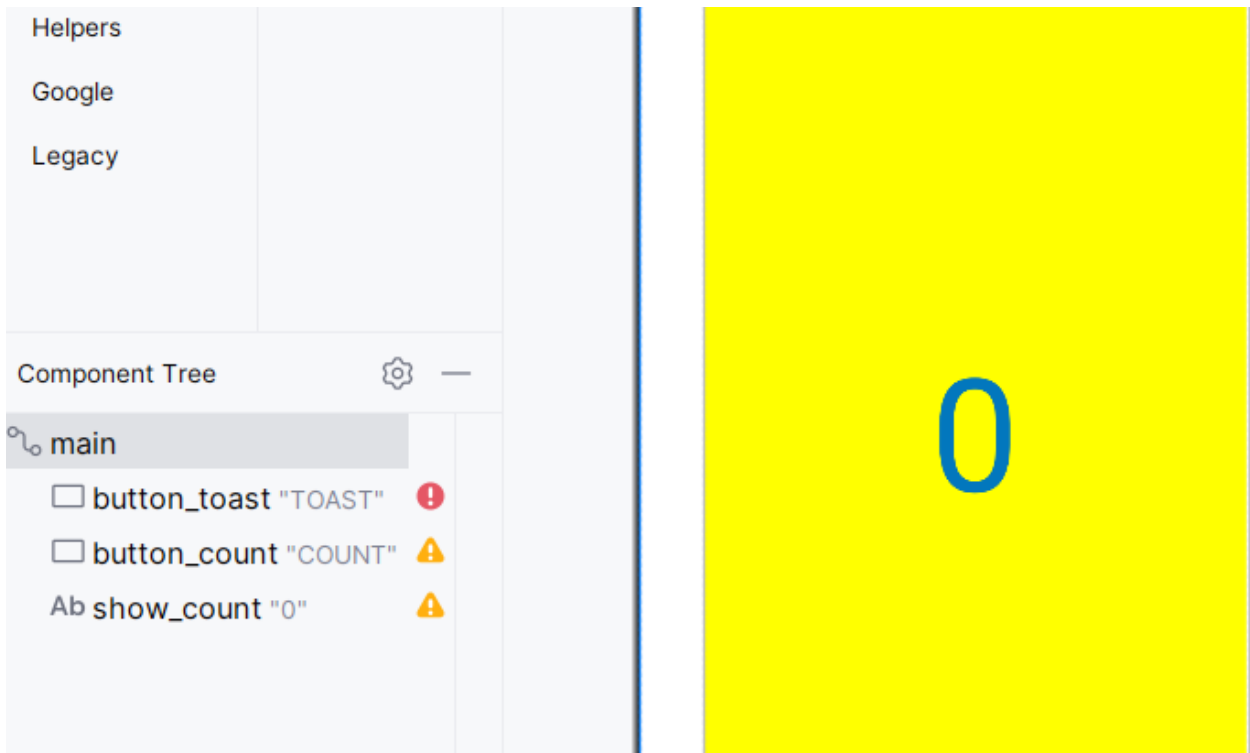 Helpers
Google
Legacy
Component Tree
main
button_toast "TOAST"
button_count "COUNT"
Ab show_count "0"
0